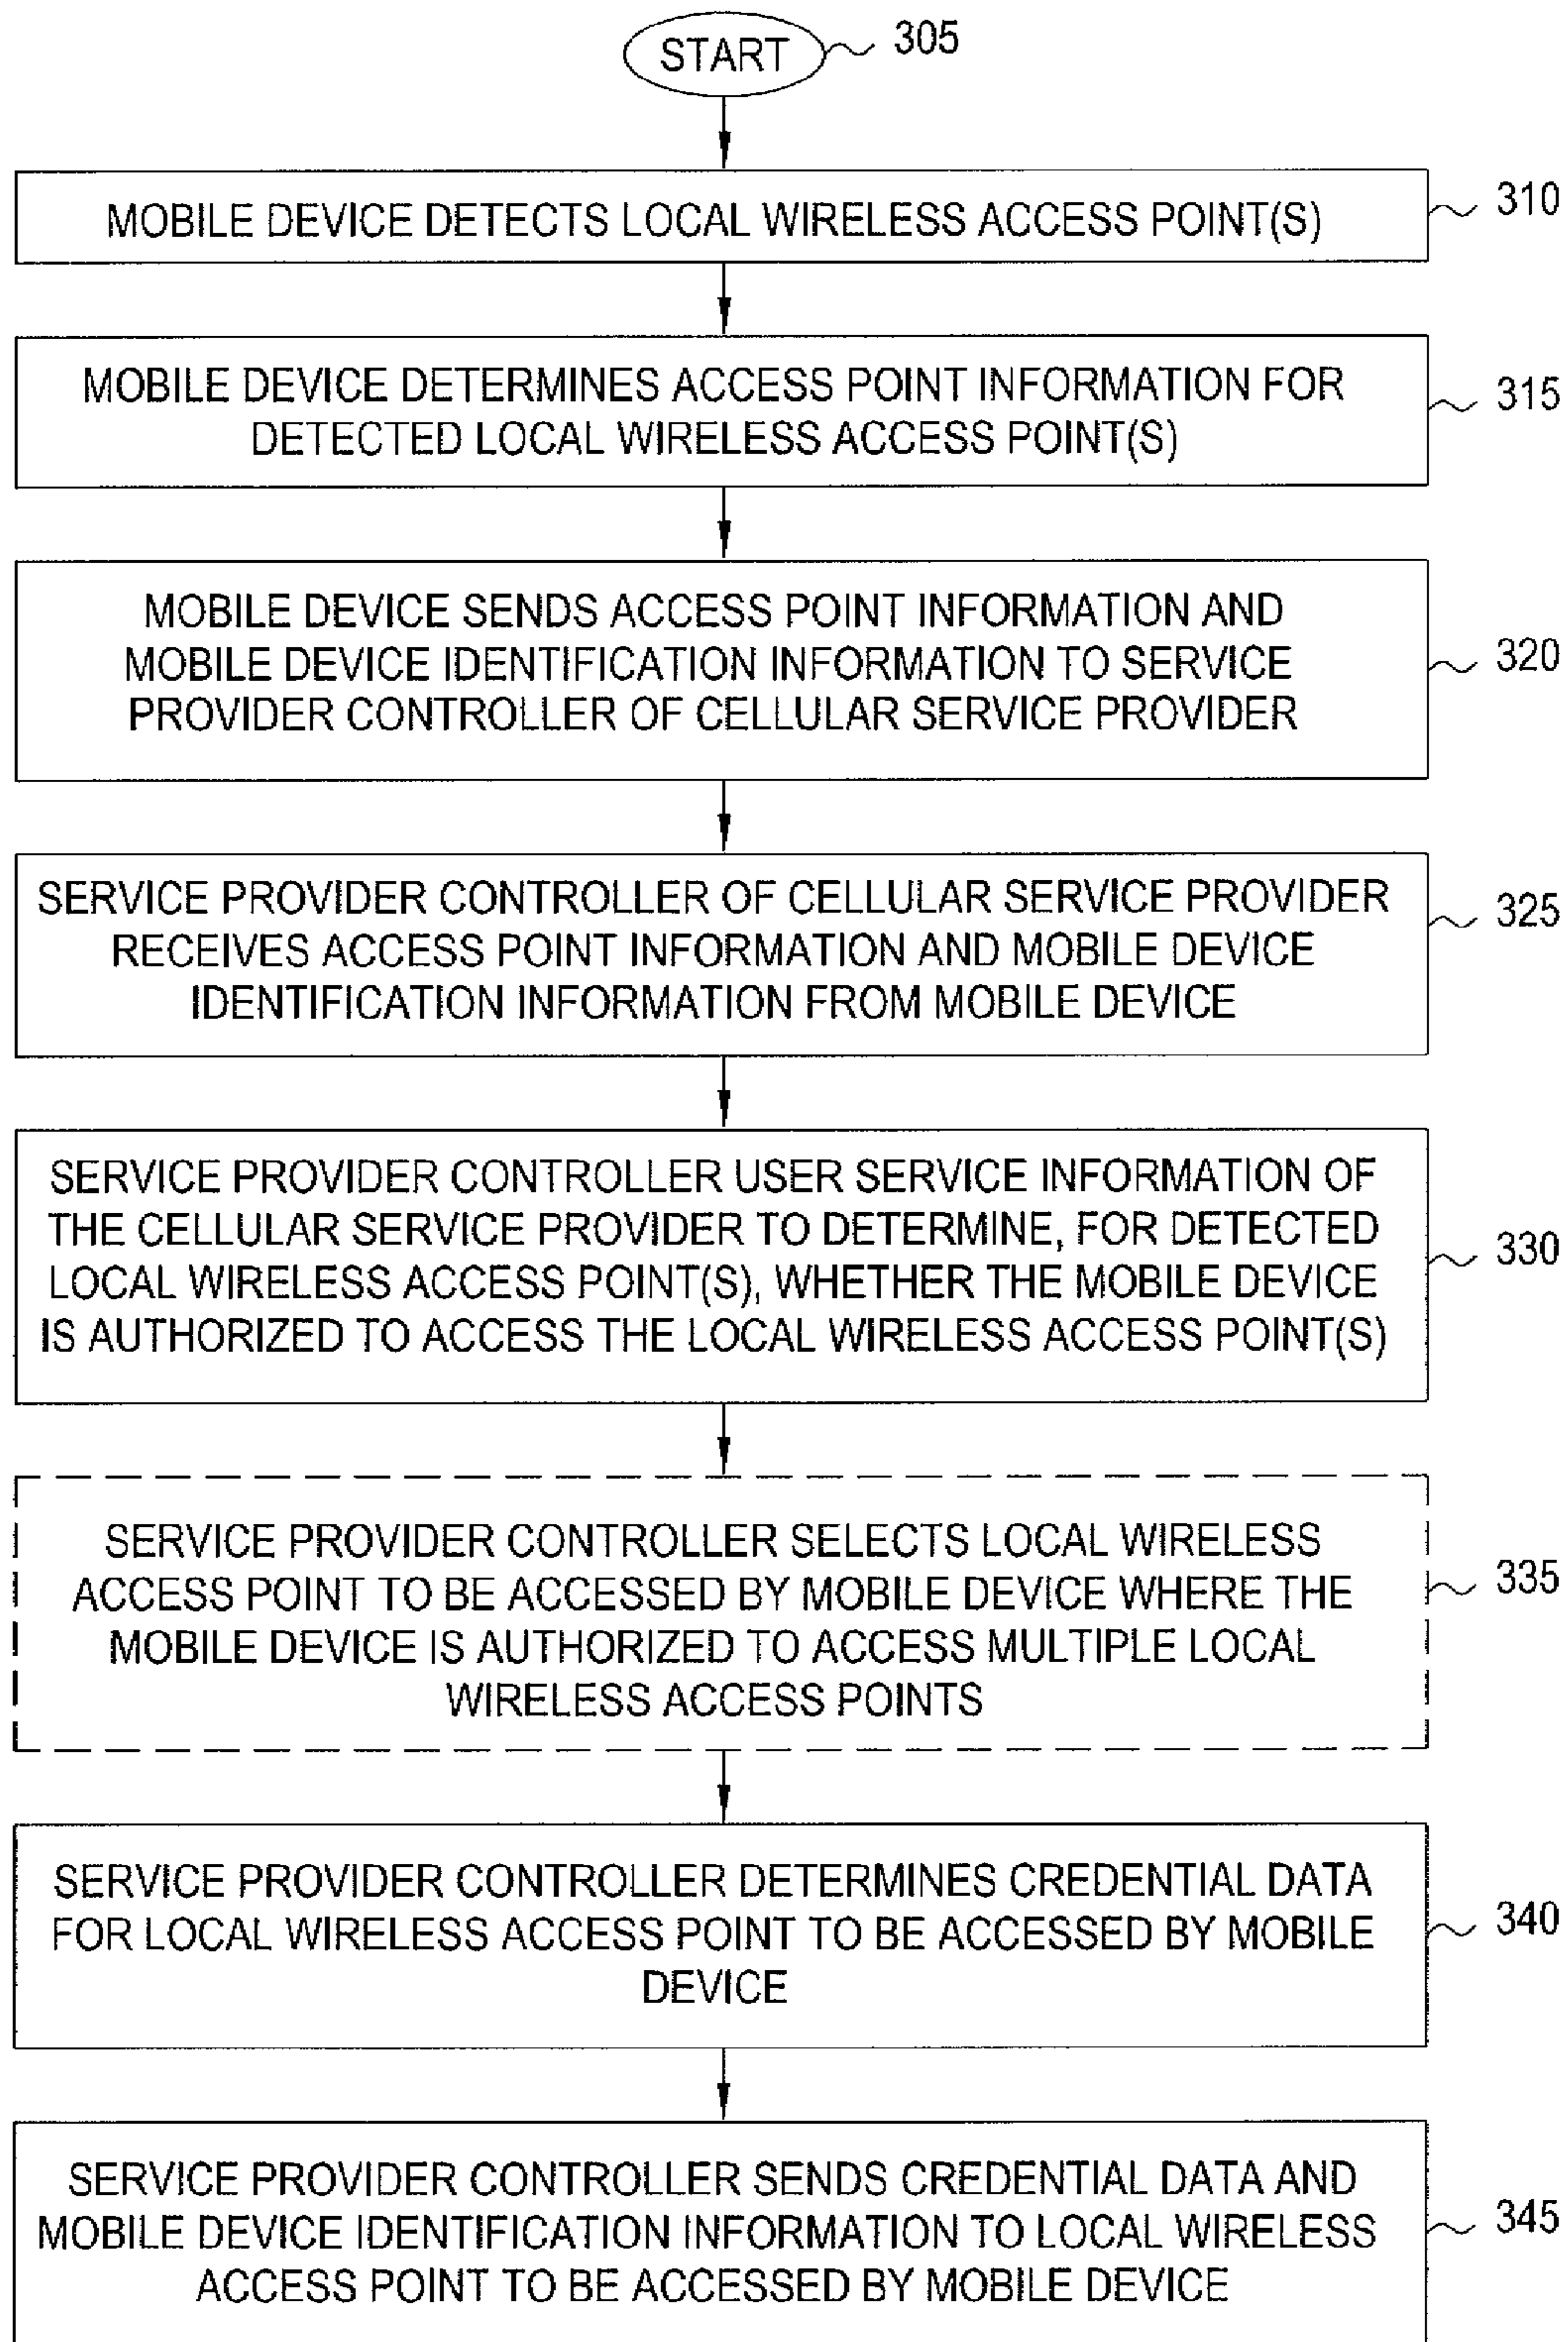 START
305
MOBILE DEVICE DETECTS LOCAL WIRELESS ACCESS POINT(S)
310
MOBILE DEVICE DETERMINES ACCESS POINT INFORMATION FOR
DETECTED LOCAL WIRELESS ACCESS POINT(S)
315
MOBILE DEVICE SENDS ACCESS POINT INFORMATION AND
MOBILE DEVICE IDENTIFICATION INFORMATION TO SERVICE
PROVIDER CONTROLLER OF CELLULAR SERVICE PROVIDER
320
SERVICE PROVIDER CONTROLLER OF CELLULAR SERVICE PROVIDER
RECEIVES ACCESS POINT INFORMATION AND MOBILE DEVICE
IDENTIFICATION INFORMATION FROM MOBILE DEVICE
325
SERVICE PROVIDER CONTROLLER USER SERVICE INFORMATION OF
THE CELLULAR SERVICE PROVIDER TO DETERMINE, FOR DETECTED
LOCAL WIRELESS ACCESS POINT(S), WHETHER THE MOBILE DEVICE
IS AUTHORIZED TO ACCESS THE LOCAL WIRELESS ACCESS POINT(S)
330
SERVICE PROVIDER CONTROLLER SELECTS LOCAL WIRELESS
ACCESS POINT TO BE ACCESSED BY MOBILE DEVICE WHERE THE
MOBILE DEVICE IS AUTHORIZED TO ACCESS MULTIPLE LOCAL
WIRELESS ACCESS POINTS
335
SERVICE PROVIDER CONTROLLER DETERMINES CREDENTIAL DATA
FOR LOCAL WIRELESS ACCESS POINT TO BE ACCESSED BY MOBILE
DEVICE
340
SERVICE PROVIDER CONTROLLER SENDS CREDENTIAL DATA AND
MOBILE DEVICE IDENTIFICATION INFORMATION TO LOCAL WIRELESS
ACCESS POINT TO BE ACCESSED BY MOBILE DEVICE
345